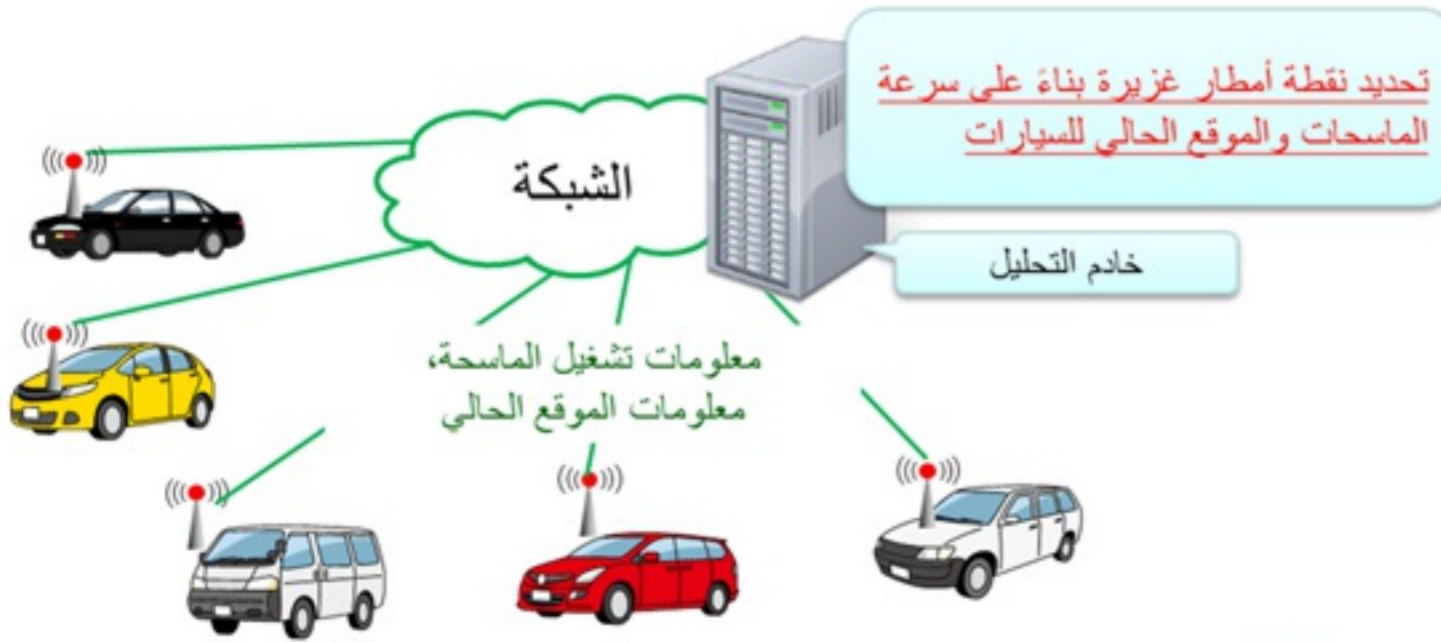 تحديد نقطة أمطار غزيرة بناءً على سرعة
الماسحات والموقع الحالي للسيارات
الشبكة
خادم التحليل
معلومات تشغيل الماسحة،
معلومات الموقع الحالي